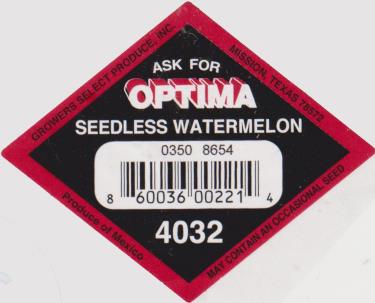 GROWERS SELECT PRODUCE, INC.
MISSION, TEXAS 78572
ASK FOR
OPTIMA
SEEDLESS WATERMELON
0350 8654
8 60036 00221 4
4032
Produce of Mexico
MAY CONTAIN AN OCCASIONAL SEED